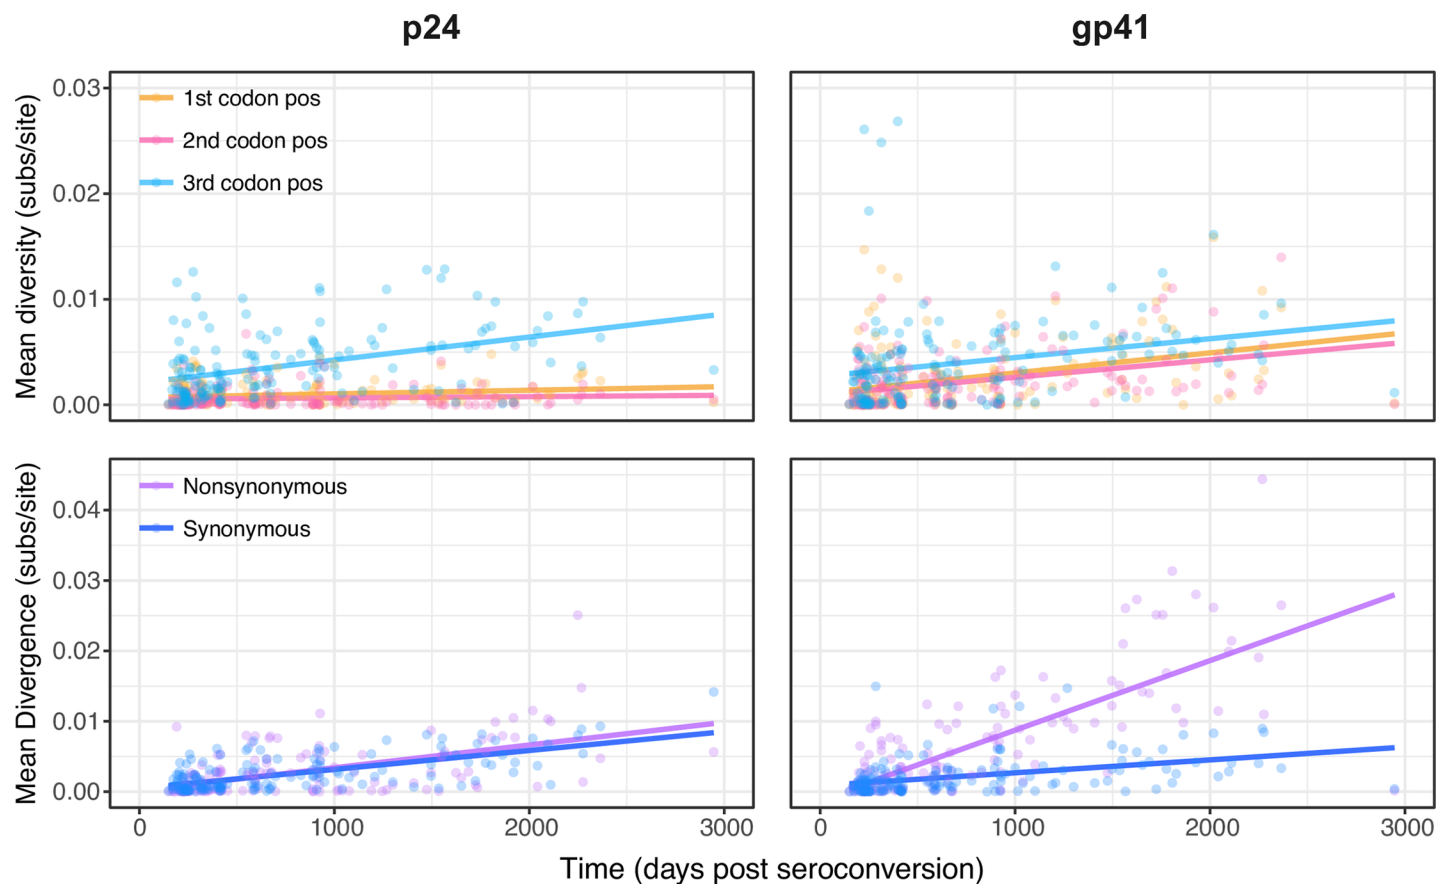 p24
gp41
Mean diversity (subs/site)
0.03
0.02
0.01
0.00
1st codon pos
2nd codon pos
3rd codon pos
Mean Divergence (subs/site)
0.04
0.03
0.02
0.01
0.00
Nonsynonymous
Synonymous
0 1000 2000 3000
0 1000 2000 3000
Time (days post seroconversion)